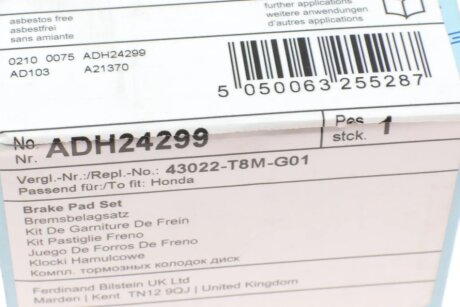 asbestos free
asbestfrei
sans amiante
further applications
weitere anwendungen
d'autres applications
0210 0075 ADH24299
AD103 A21370
5 050063 255287
No.
Nr. ADH24299
Pcs.
stck. 1
Vergl.-Nr./Repl.-No.: 43022-T8M-G01
Passend für:/To fit: Honda
Brake Pad Set
Bremsbelagsatz
Kit De Garniture De Frein
Kit Pastiglie Freno
Juego De Forros De Freno
Klocki Hamulcowe
Компл. тормозных колодок диск
Ferdinand Bilstein UK Ltd
Marden | Kent TN12 9QJ | United Kingdom